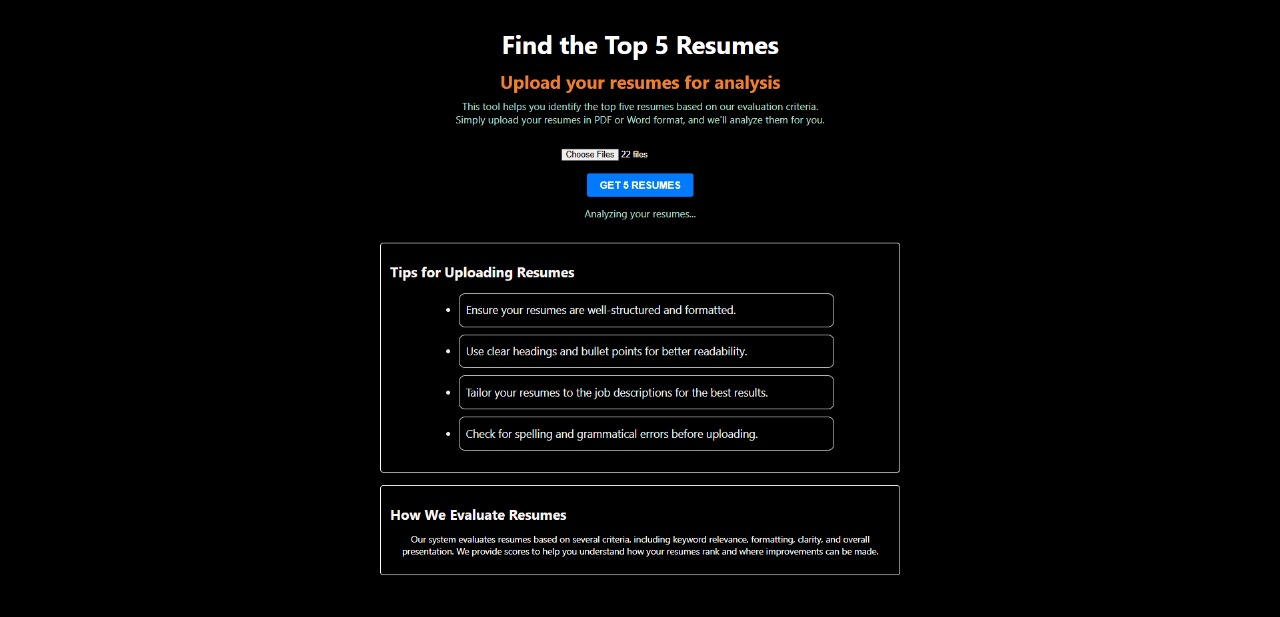 Find the Top 5 Resumes
Upload your resumes for analysis
This tool helps you identify the top five resumes based on our evaluation criteria.
Simply upload your resumes in PDF or Word format, and we'll analyze them for you.
Choose Files 22 files
GET 5 RESUMES
Analyzing your resumes...
Tips for Uploading Resumes
Ensure your resumes are well-structured and formatted.
Use clear headings and bullet points for better readability.
Tailor your resumes to the job descriptions for the best results.
Check for spelling and grammatical errors before uploading.
How We Evaluate Resumes
Our system evaluates resumes based on several criteria, including keyword relevance, formatting, clarity, and overall
presentation. We provide scores to help you understand how your resumes rank and where improvements can be made.